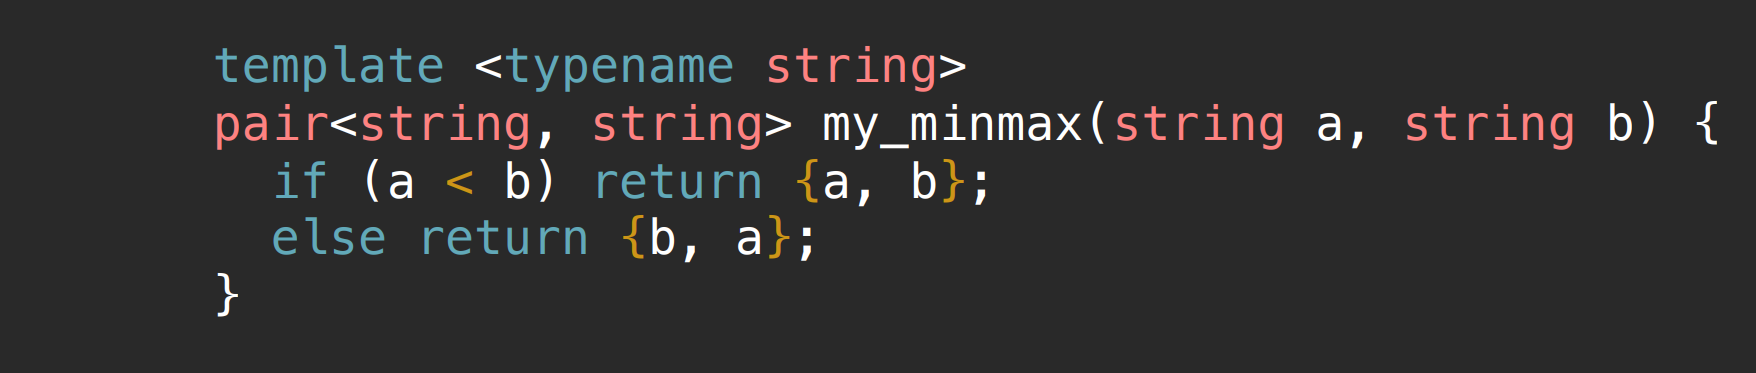 template <typename string>
pair<string, string> my_minmax(string a, string b) {
  if (a < b) return {a, b};
  else return {b, a};
}